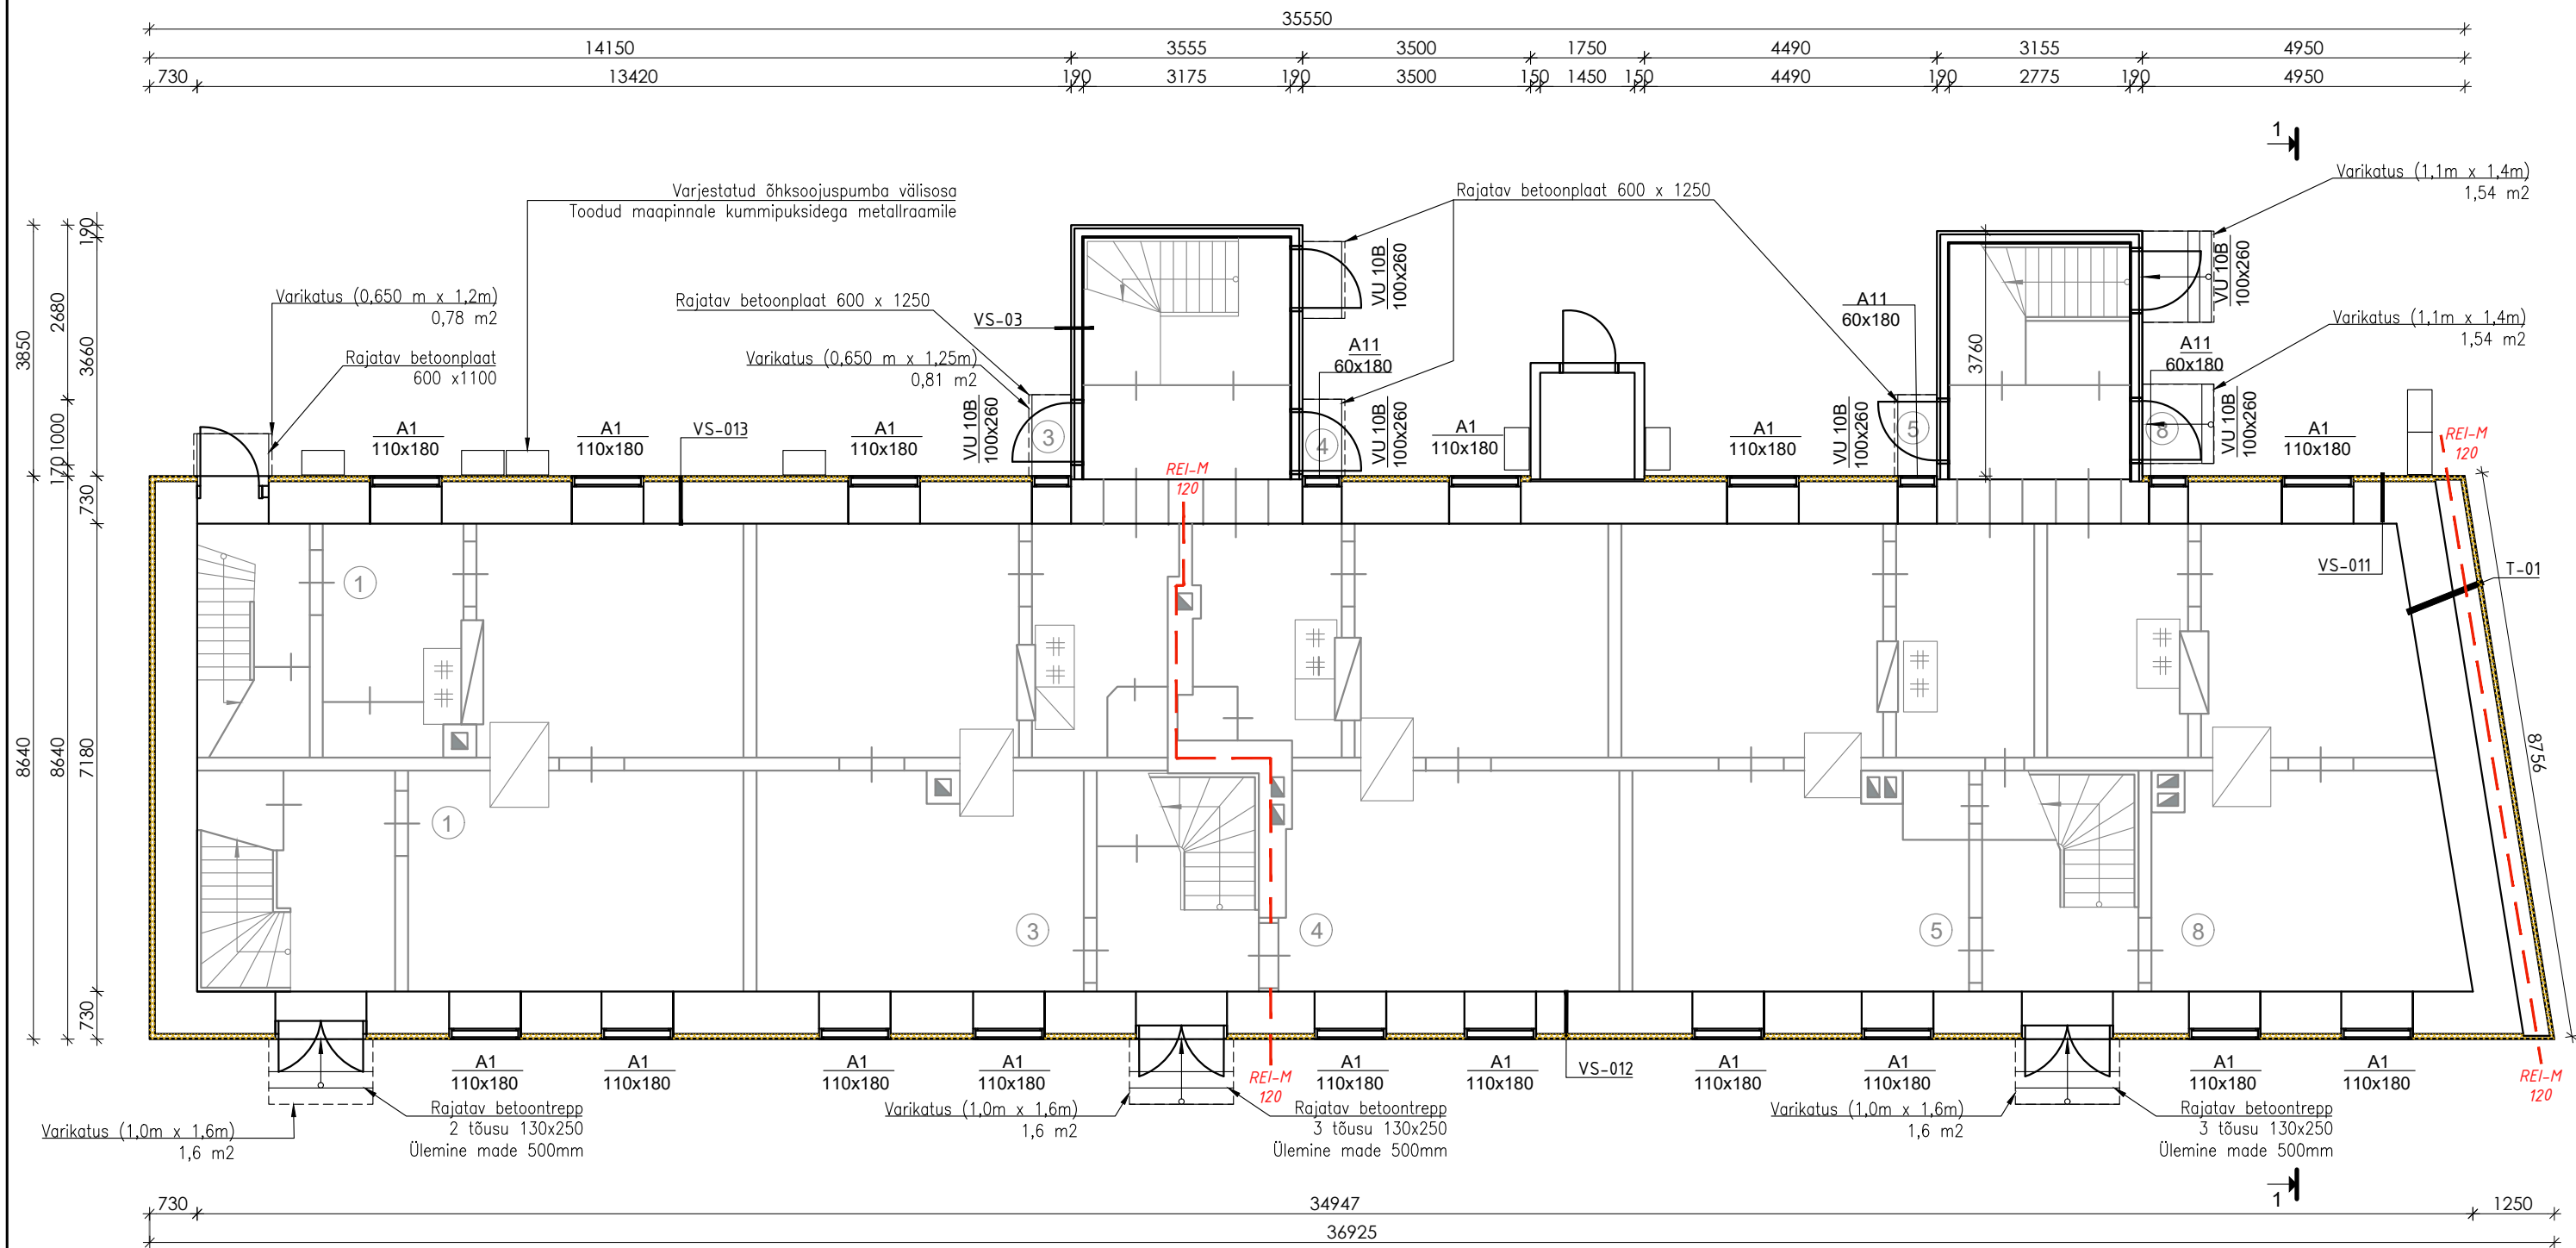 35550
14150 3555 3500 1750 4490 3155 4950
730 13420 190 3175 190 3500 150 1450 150 4490 190 2775 190 4950
1
Varjestatud õhksoojuspumba välisosa
Toodud maapinnale kummipuksidega metallraamile
Rajatav betoonplaat 600 x 1250
Varikatus (1,1m x 1,4m)
1,54 m2
Varikatus (0,650 m x 1,2m)
0,78 m2
Rajatav betoonplaat
600 x1100
Rajatav betoonplaat 600 x 1250
VS-03
Varikatus (0,650 m x 1,25m)
0,81 m2
VU 10B
100x260
A11
60x180
VU 10B
100x260
A11
60x180
3760
VU 10B
100x260
Varikatus (1,1m x 1,4m)
1,54 m2
A11
60x180
190
2680
3850
3660
1000
170
730
8640
8640
7180
730
A1
110x180
A1
110x180
VS-013
A1
110x180
VU 10B
100x260
3
4
VU 10B
100x260
A1
110x180
A1
110x180
VU 10B
100x260
5
8
VU 10B
100x260
A1
110x180
REI-M
120
REI-M
120
VS-011
T-01
8756
1
1
3
4
5
8
A1
110x180
A1
110x180
A1
110x180
A1
110x180
REI-M
120
A1
110x180
A1
110x180
VS-012
A1
110x180
A1
110x180
A1
110x180
A1
110x180
REI-M
120
Varikatus (1,0m x 1,6m)
1,6 m2
Rajatav betoontrepp
2 tõusu 130x250
Ülemine made 500mm
Varikatus (1,0m x 1,6m)
1,6 m2
Rajatav betoontrepp
3 tõusu 130x250
Ülemine made 500mm
Varikatus (1,0m x 1,6m)
1,6 m2
Rajatav betoontrepp
3 tõusu 130x250
Ülemine made 500mm
1
730 34947 1250
36925